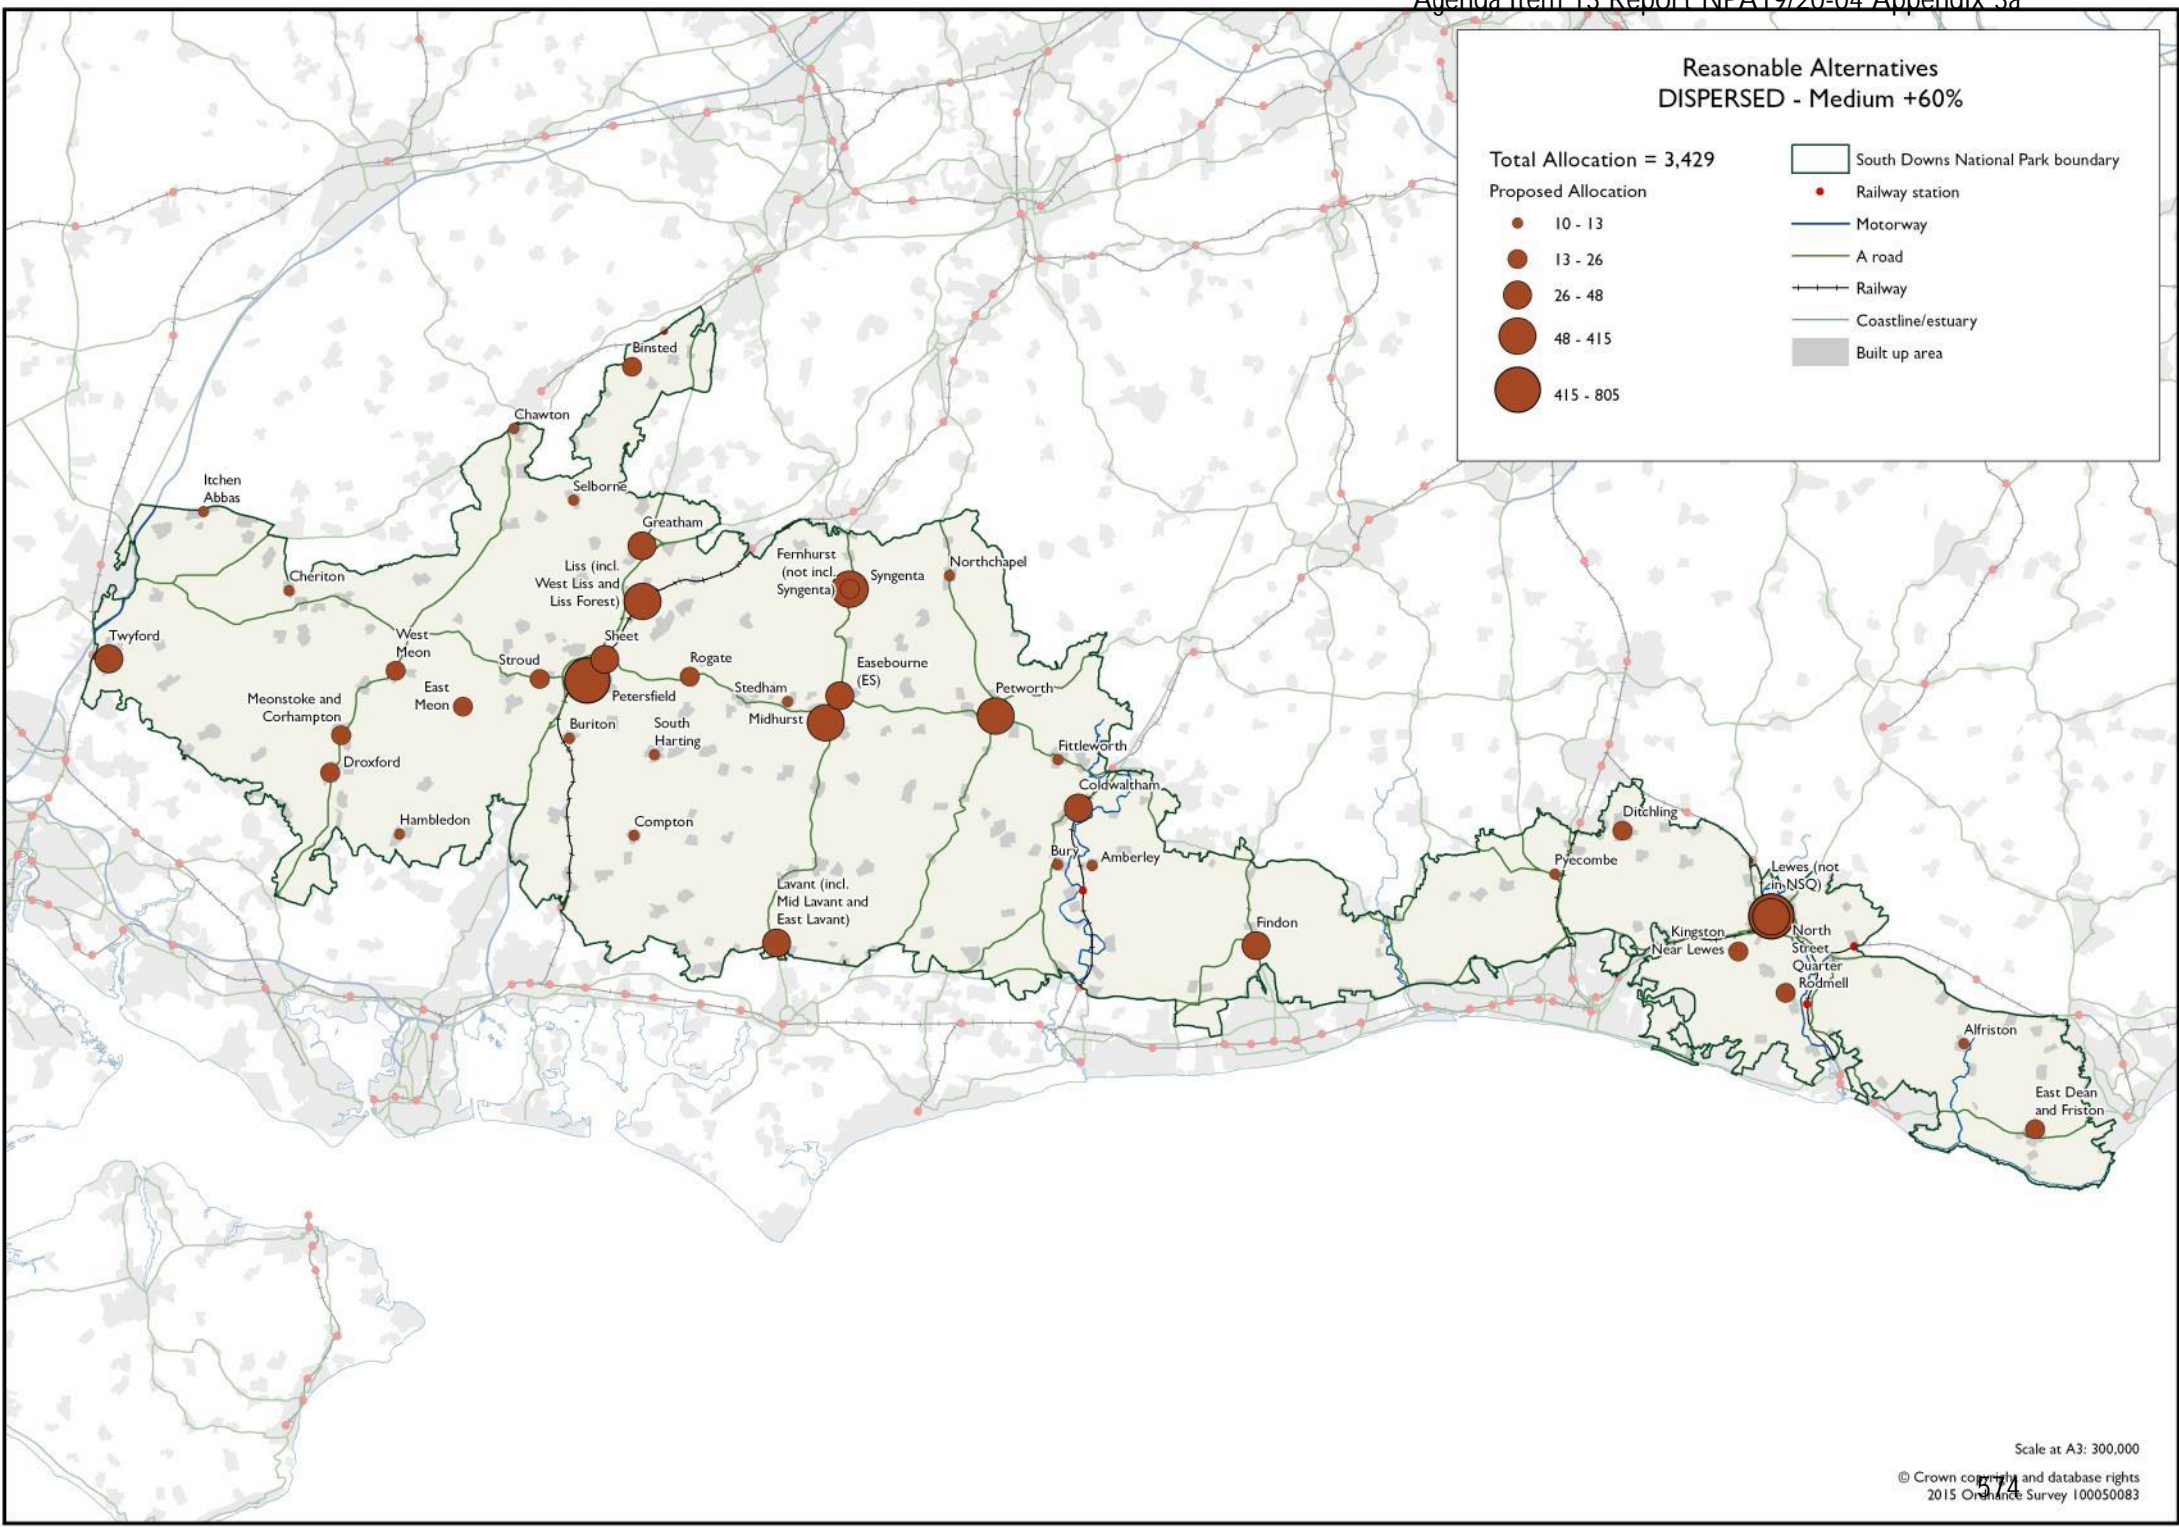 Agenda Item 13 Report NPA19/20-04 Appendix 3a
Reasonable Alternatives
DISPERSED - Medium +60%
Total Allocation = 3,429
Proposed Allocation
10 - 13
13 - 26
26 - 48
48 - 415
415 - 805
South Downs National Park boundary
Railway station
Motorway
A road
Railway
Coastline/estuary
Built up area
Binsted
Chawton
Itchen
Abbas
Selborne
Greatham
Cheriton
Liss (incl.
West Liss and
Liss Forest)
Fernhurst
(not incl.
Syngenta)
Syngenta
Northchapel
Twyford
West
Meon
Sheet
Stroud
Rogate
Easebourne
(ES)
East
Meon
Petersfield
Stedham
Petworth
Meonstoke and
Corhampton
Midhurst
Buriton
South
Harting
Droxford
Fittleworth
Coldwaltham
Hambledon
Compton
Ditchling
Bury
Amberley
Pyecombe
Lewes (not
in NSQ)
Lavant (incl.
Mid Lavant and
East Lavant)
Findon
Kingston
Near Lewes
North
Street
Quarter
Rodmell
Alfriston
East Dean
and Friston
Scale at A3: 300,000
© Crown copyright and database rights
2015 Ordnance Survey 100050083
574